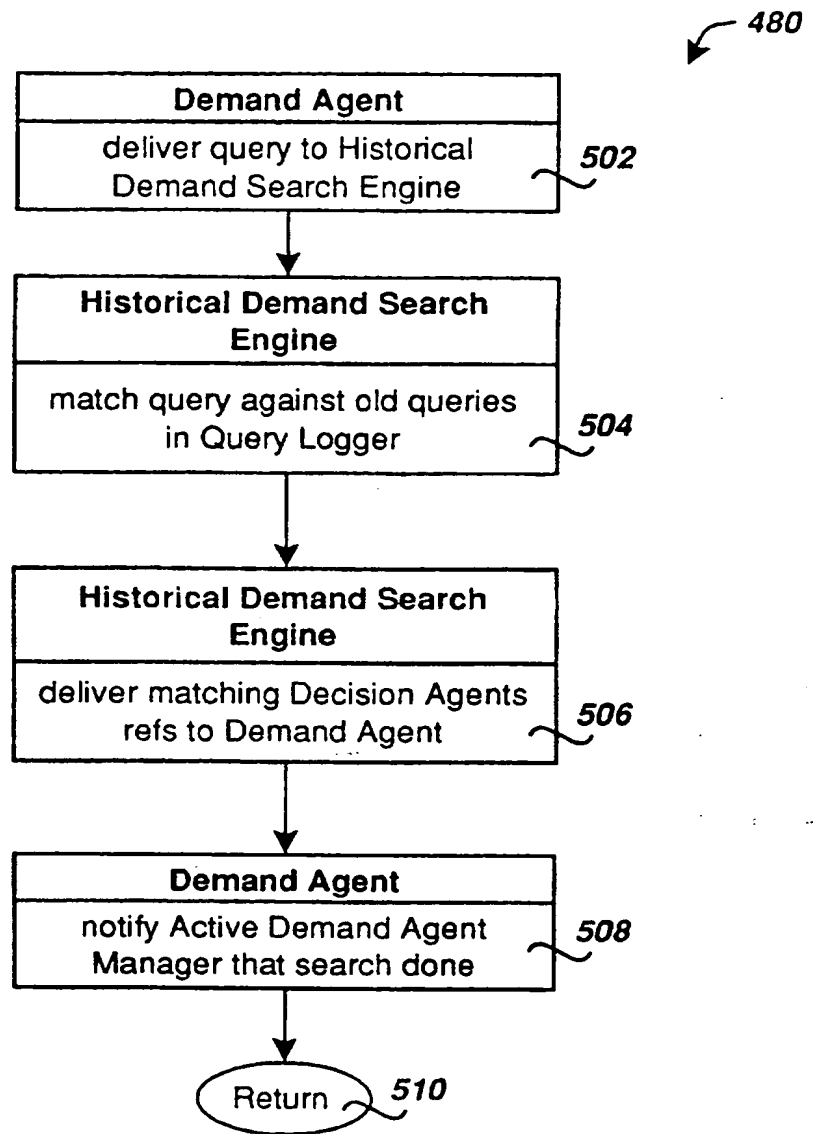 480
Demand Agent
deliver query to Historical
Demand Search Engine
502
Historical Demand Search
Engine
match query against old queries
in Query Logger
504
Historical Demand Search
Engine
deliver matching Decision Agents
refs to Demand Agent
506
Demand Agent
notify Active Demand Agent
Manager that search done
508
Return
510